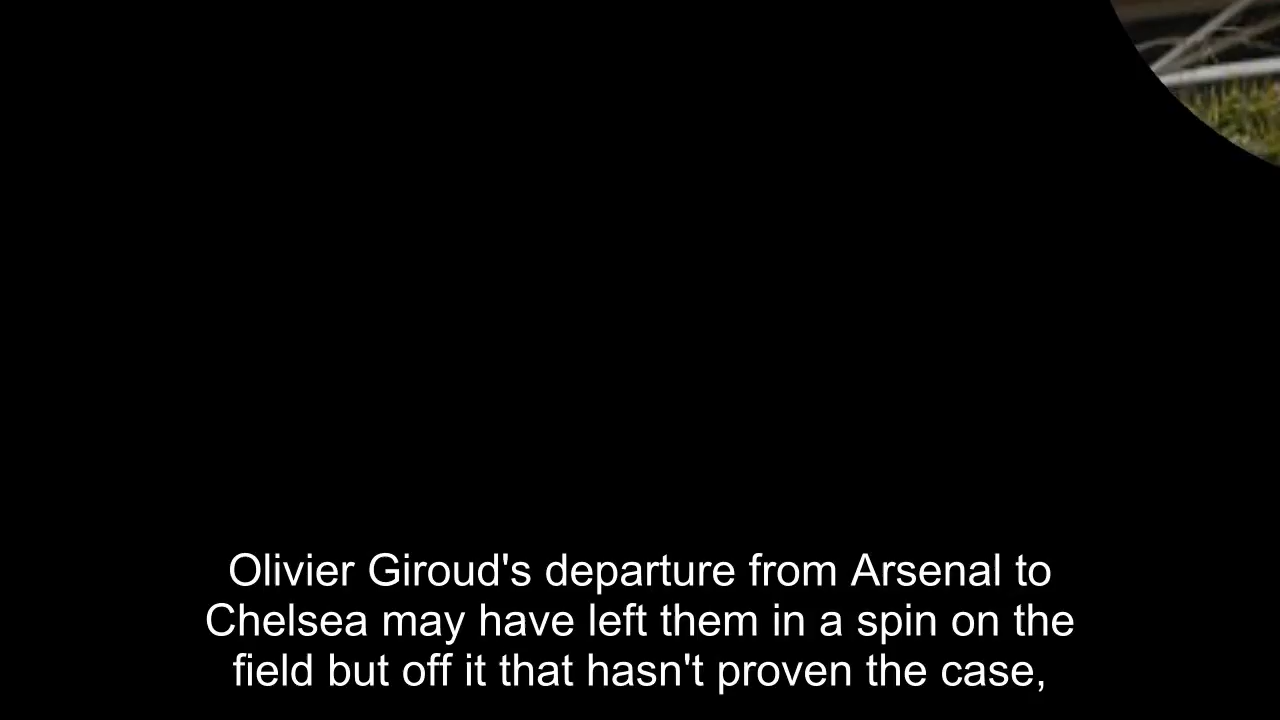 Olivier Giroud's departure from Arsenal to
Chelsea may have left them in a spin on the
field but off it that hasn't proven the case,